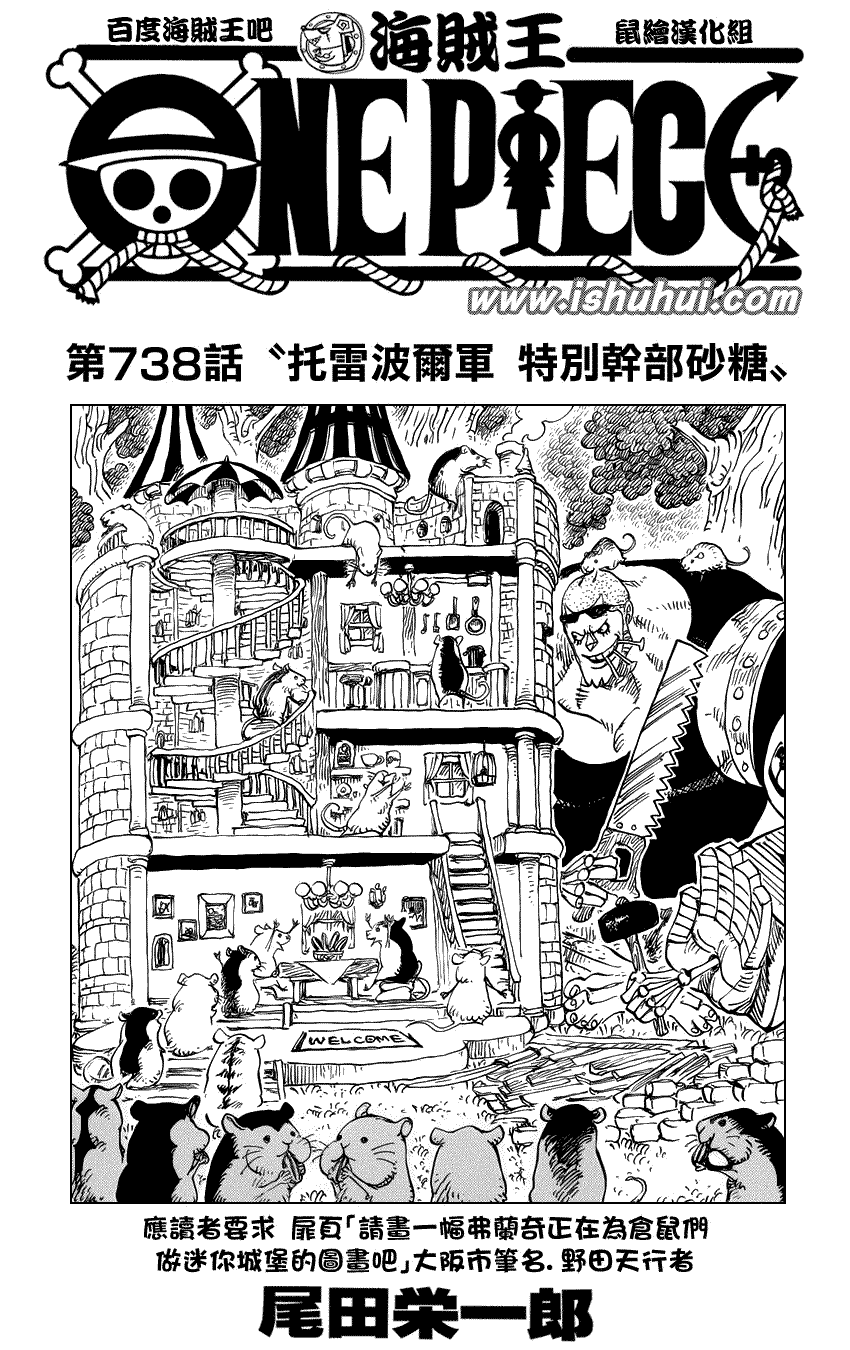 百度海賊王吧
海賊王
鼠繪漢化組
ONE PIECE
www.ishuhui.com
第738話〝托雷波爾軍 特別幹部砂糖〟
WELCOME
應讀者要求 扉頁「請畫一幅弗蘭奇正在為倉鼠們
做迷你城堡的圖畫吧」大阪市筆名.野田天行者
尾田栄一郎